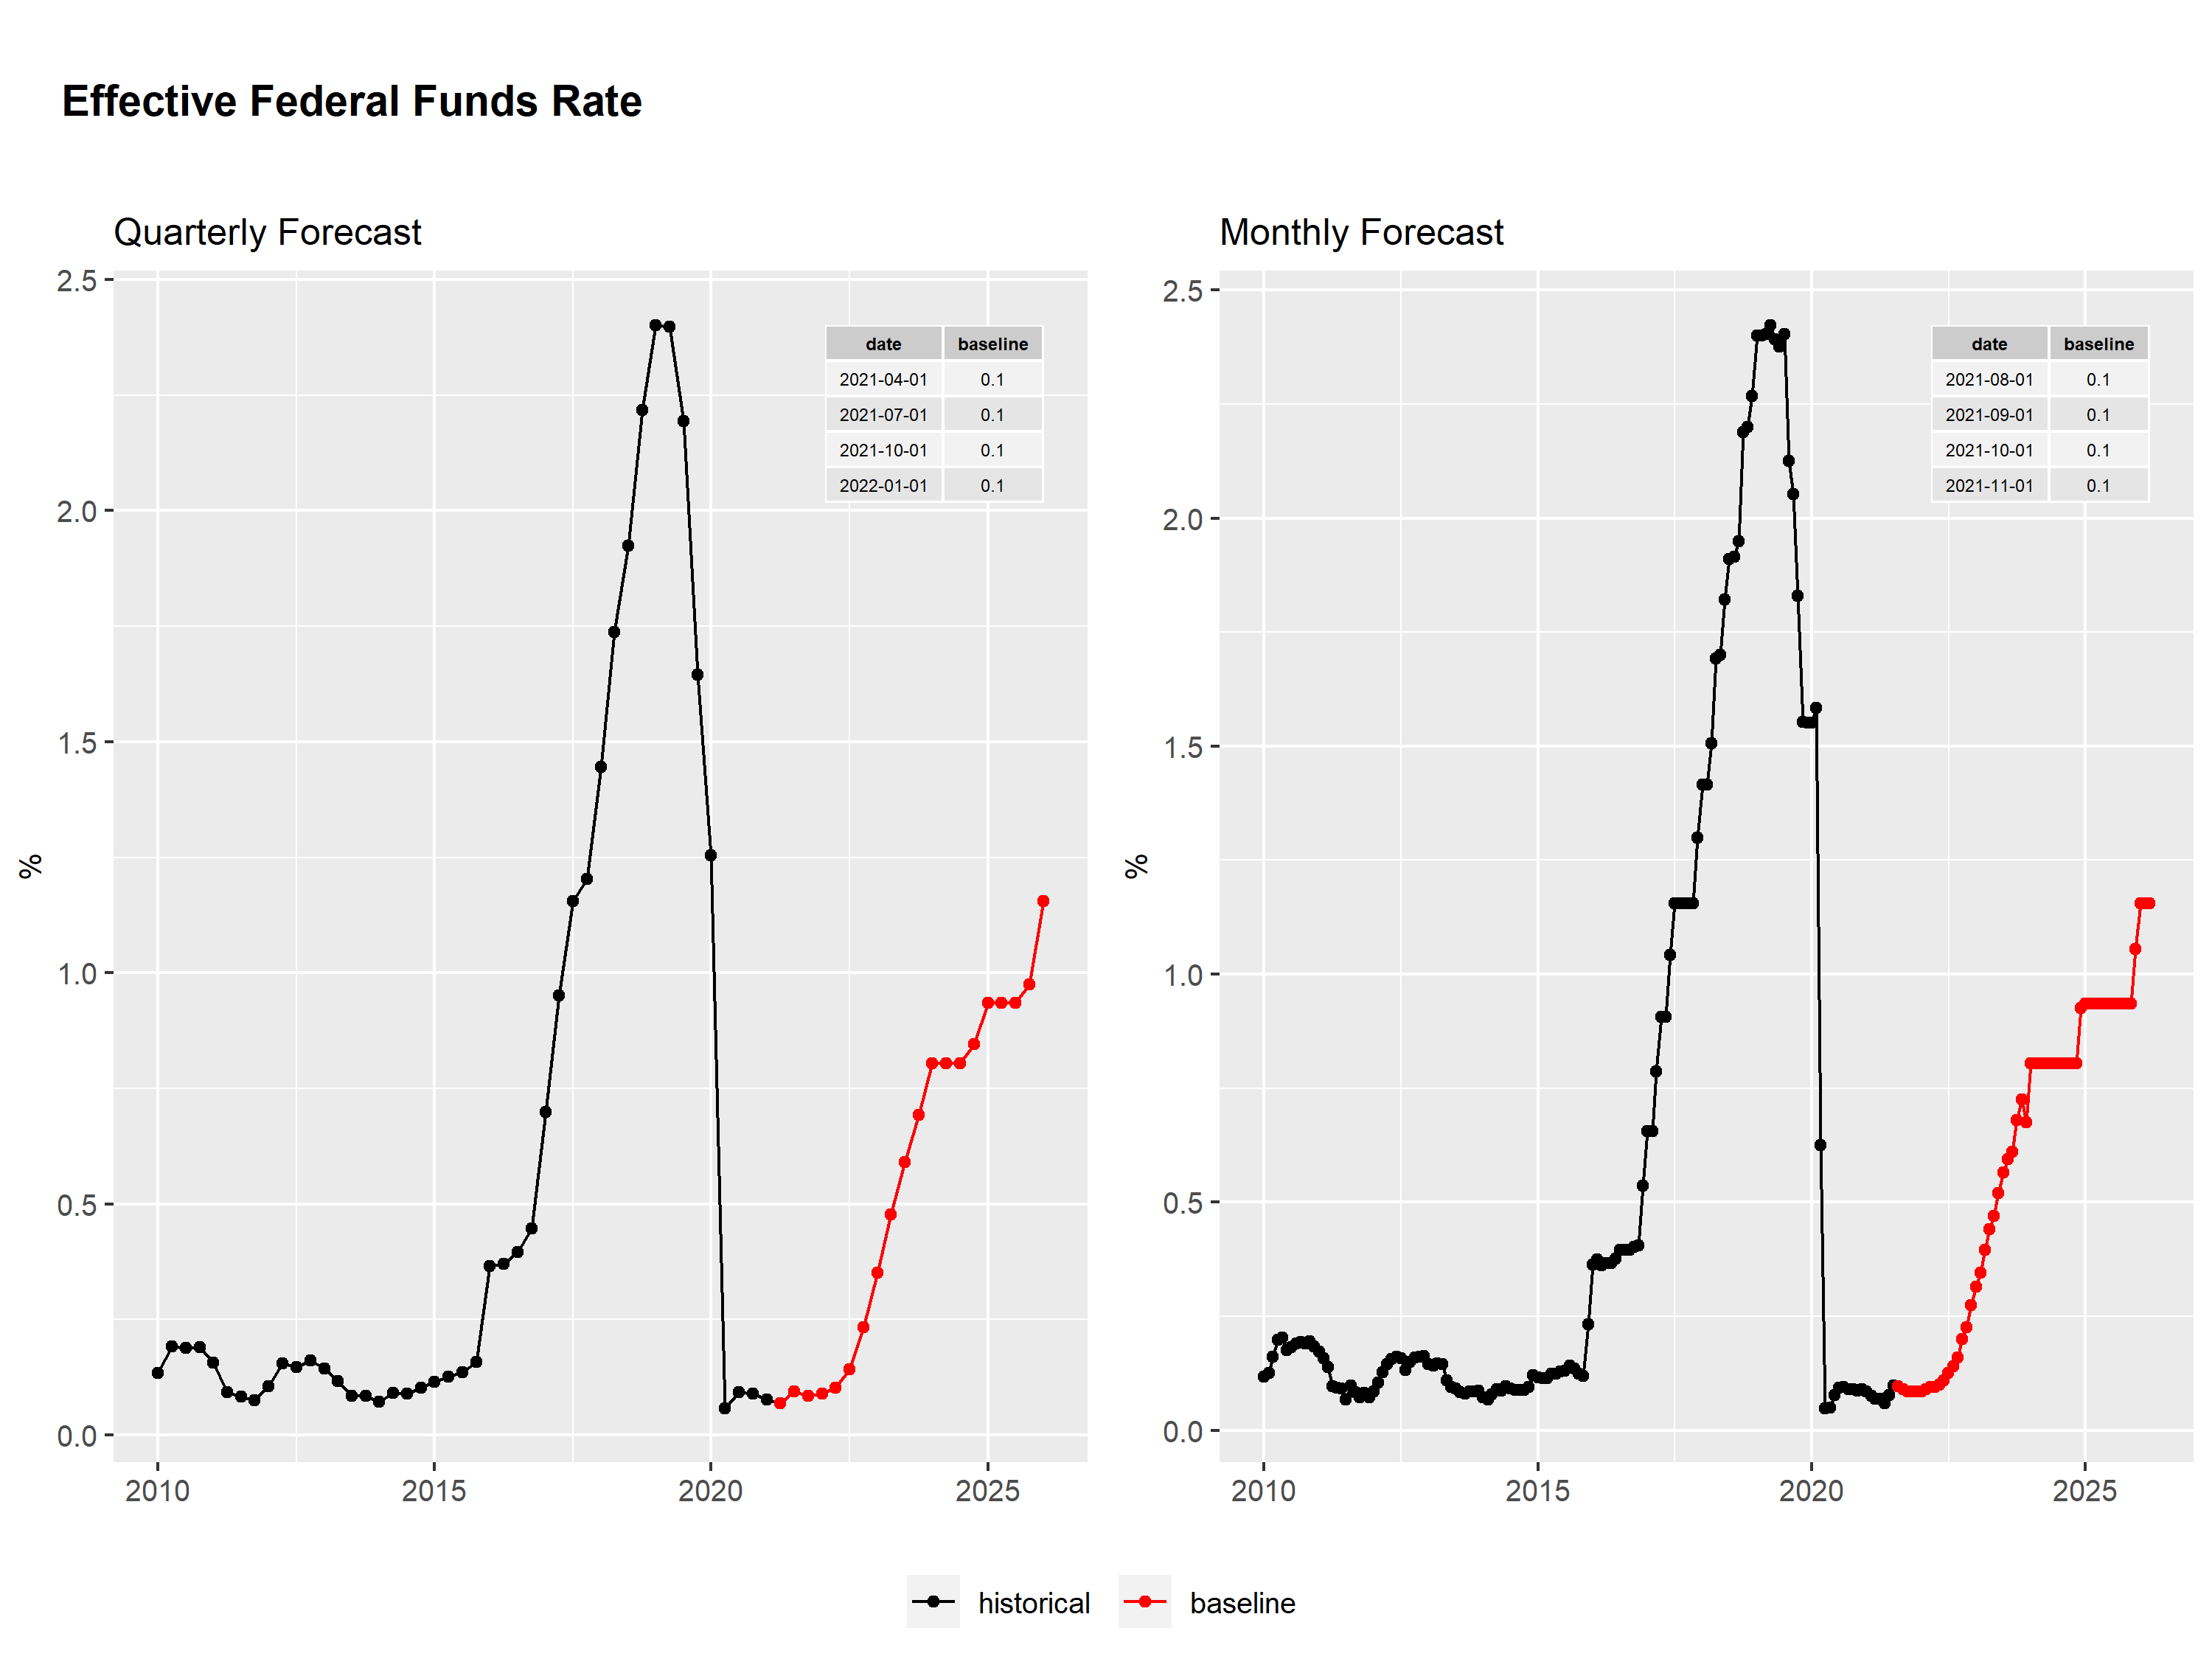 Effective Federal Funds Rate
Quarterly Forecast
2.5
2.0
1.5
1.0
0.5
0.0
%
2010 2015 2020 2025
date baseline
2021-04-01 0.1
2021-07-01 0.1
2021-10-01 0.1
2022-01-01 0.1
Monthly Forecast
2.5
2.0
1.5
1.0
0.5
0.0
%
2010 2015 2020 2025
date baseline
2021-08-01 0.1
2021-09-01 0.1
2021-10-01 0.1
2021-11-01 0.1
historical baseline